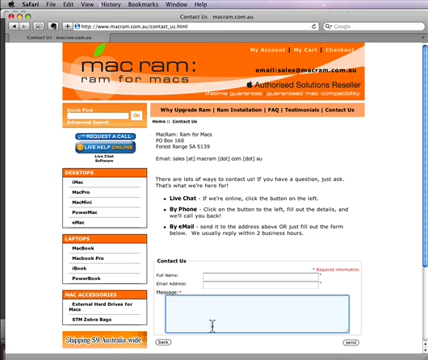 Safari File Edit View History Bookmarks Window Help
Contact Us : macram.com.au
http://www.macram.com.au/contact_us.html
Contact Us : macram.com.au
My Account | My Cart | Checkout
mac ram:
ram for macs
email:sales@macram.com.au
Authorised Solutions Reseller
lifetime guarantees guaranteed mac compatibility
Quick Find
Go
Advanced Search
Why Upgrade Ram | Ram Installation | FAQ | Testimonials | Contact Us
Home :: Contact Us
REQUEST A CALL
LIVE HELP ONLINE
Live Chat
Software
MacRam: Ram for Macs
PO Box 168
Forest Range SA 5139
Email: sales [at] macram [dot] com [dot] au
DESKTOPS
iMac
MacPro
MacMini
PowerMac
eMac
There are lots of ways to contact us! If you have a question, just ask.
That's what we're here for!
Live Chat - If we're online, click the button on the left.
By Phone - Click on the button to the left, fill out the details, and
we'll call you back!
By eMail - send it to the address above OR just fill out the form
below. We usually reply within 2 business hours.
LAPTOPS
MacBook
Macbook Pro
iBook
PowerBook
MAC ACCESSORIES
External Hard Drives for
Macs
STM Zebra Bags
Shipping $9 Australia wide
Contact Us
* Required information
Full Name:
*
Email Address:
*
Message: *
back
send